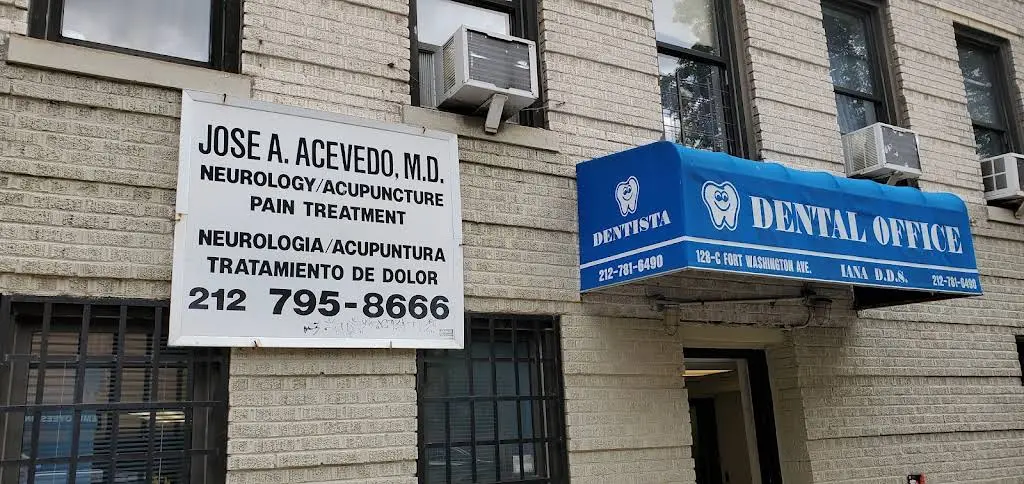 JOSE A. ACEVEDO, M.D.
NEUROLOGY/ACUPUNCTURE
PAIN TREATMENT
NEUROLOGIA/ACUPUNTURA
TRATAMIENTO DE DOLOR
212 795-8666
DENTISTA
212-781-6490
DENTAL OFFICE
128-C FORT WASHINGTON AVE. IANA D.D.S. 212-781-6490